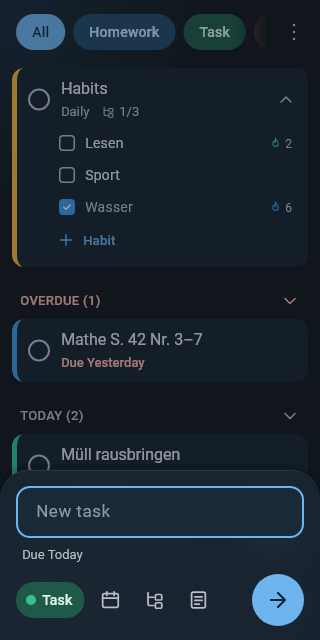 All Homework Task
Habits
Daily 1/3
Lesen 2
Sport
Wasser 6
Habit
OVERDUE (1)
Mathe S. 42 Nr. 3–7
Due Yesterday
TODAY (2)
Müll rausbringen
New task
Due Today
Task